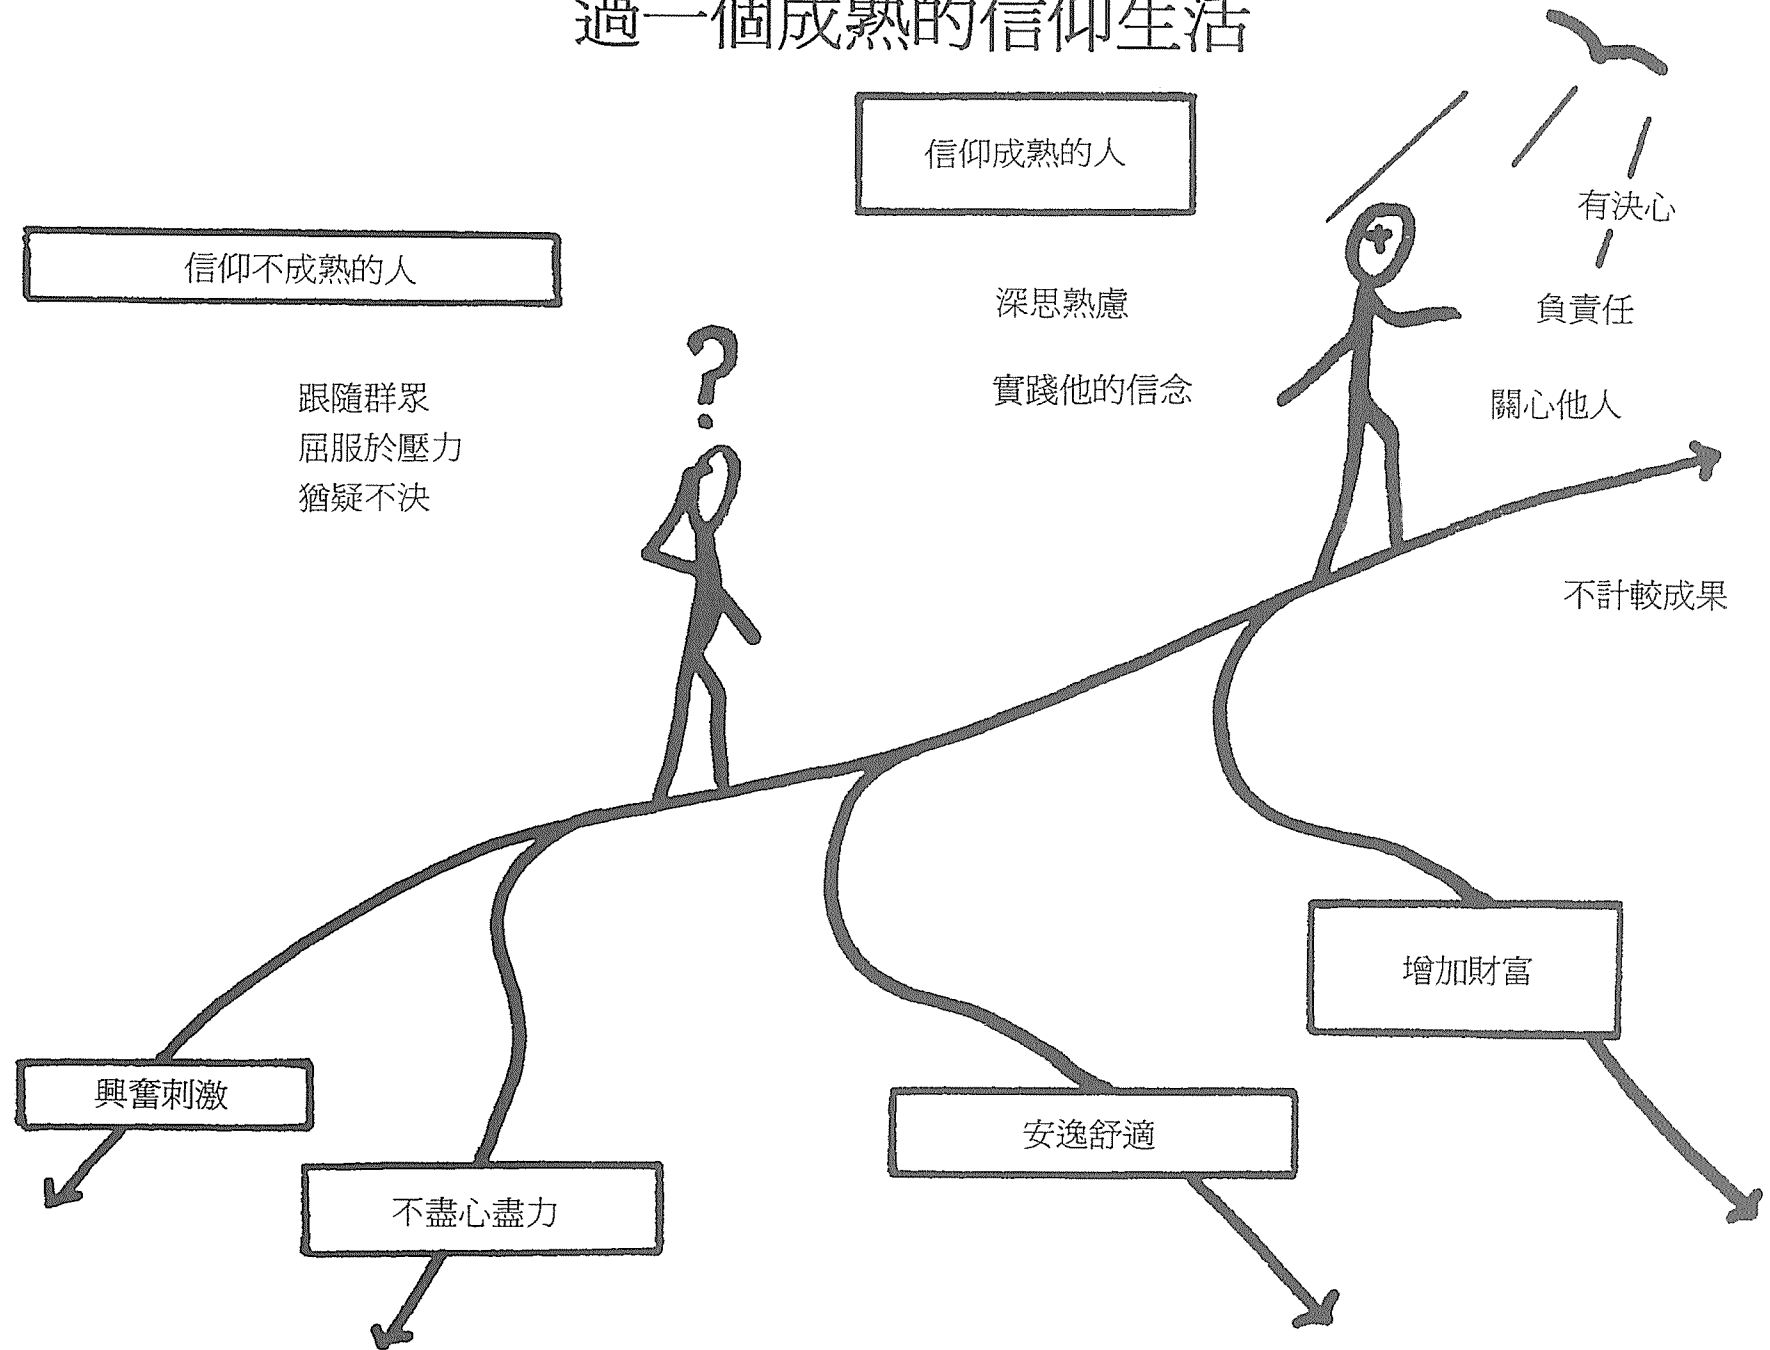 過一個成熟的信仰生活
信仰成熟的人
有決心
信仰不成熟的人
深思熟慮
負責任
?
跟隨群眾
實踐他的信念
關心他人
屈服於壓力
猶疑不決
不計較成果
增加財富
興奮刺激
安逸舒適
不盡心盡力